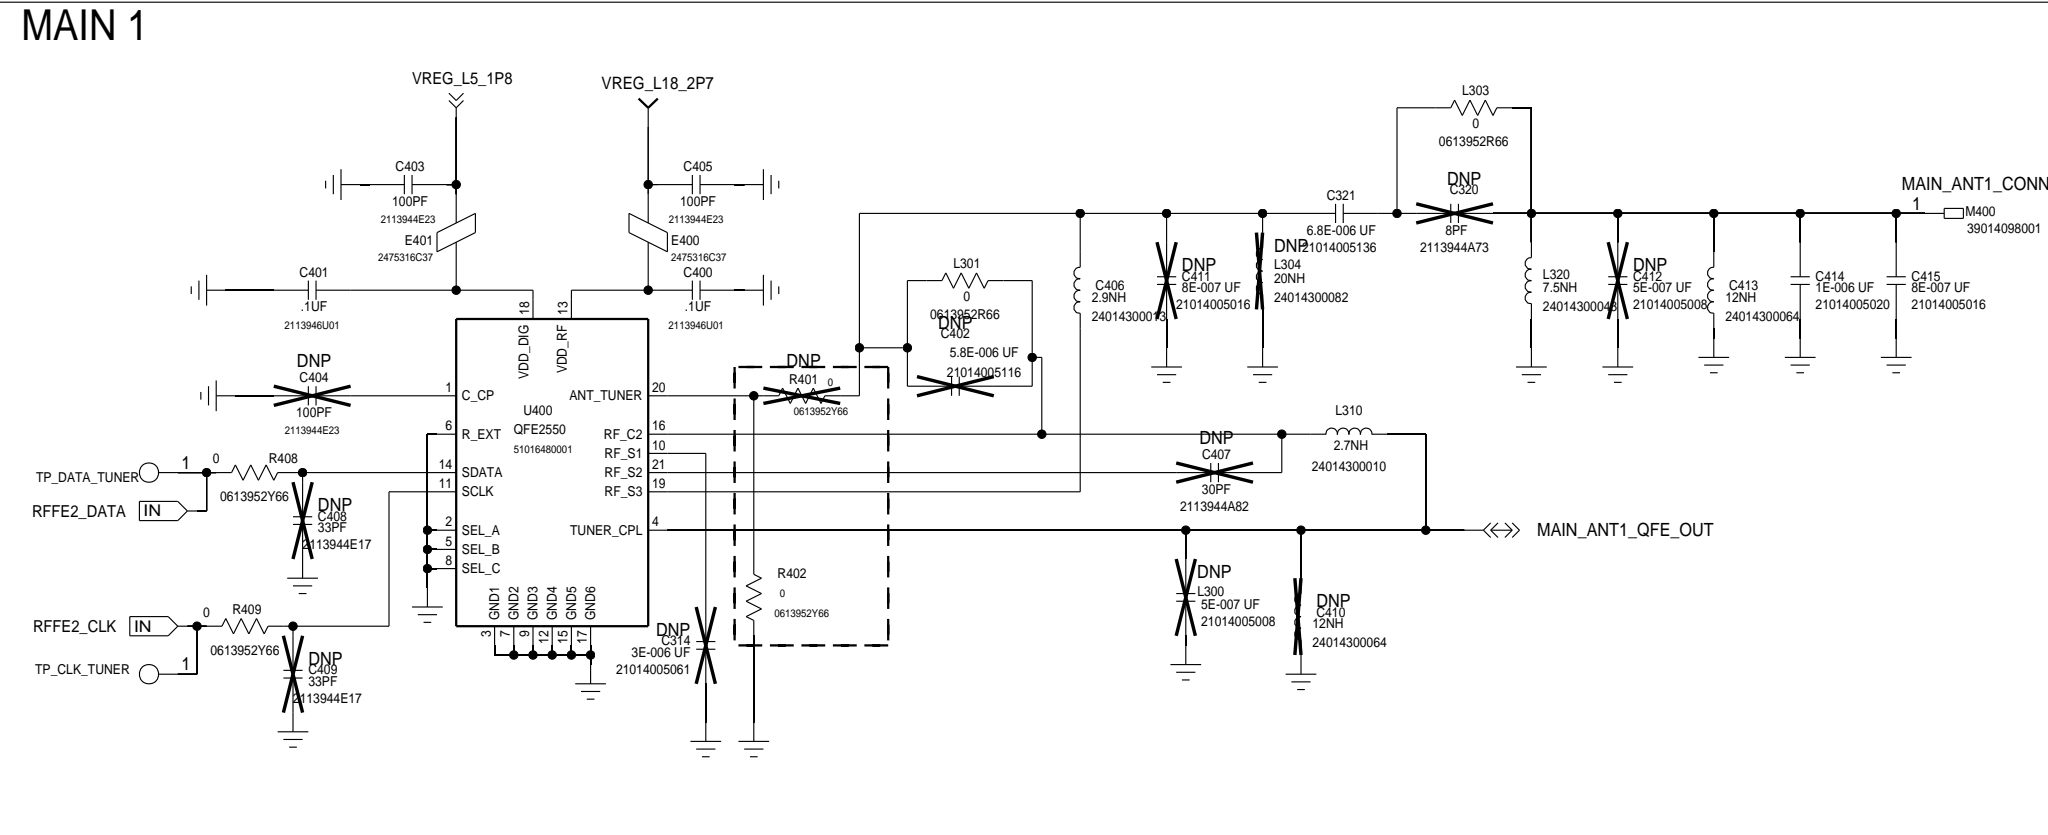 MAIN 1
VREG_L5_1P8
VREG_L18_2P7
C403
100PF
2113944E23
E401
2475316C37
C401
.1UF
2113946U01
C405
100PF
2113944E23
E400
2475316C37
C400
.1UF
2113946U01
DNP
C404
100PF
2113944E23
18
13
VDD_DIG
VDD_RF
1
C_CP
6
R_EXT
14
SDATA
11
SCLK
2
SEL_A
5
SEL_B
8
SEL_C
U400
QFE2550
51016480001
ANT_TUNER
20
RF_C2
16
RF_S1
10
RF_S2
21
RF_S3
19
TUNER_CPL
4
GND1
GND2
GND3
GND4
GND5
GND6
3
7
9
12
15
17
TP_DATA_TUNER
1
0
R408
0613952Y66
RFFE2_DATA
IN
DNP
C408
33PF
2113944E17
RFFE2_CLK
IN
0
R409
0613952Y66
TP_CLK_TUNER
1
DNP
C409
33PF
2113944E17
DNP
R401
0
0613952Y66
R402
0
0613952Y66
DNP
C314
3E-006 UF
21014005061
L301
0
0613952R66
DNP
C402
5.8E-006 UF
21014005116
C406
2.9NH
24014300013
DNP
C411
8E-007 UF
21014005016
DNP
L304
20NH
24014300082
C321
6.8E-006 UF
21014005136
L303
0
0613952R66
DNP
C320
8PF
2113944A73
L320
7.5NH
24014300043
DNP
C412
5E-007 UF
21014005008
C413
12NH
24014300064
C414
1E-006 UF
21014005020
C415
8E-007 UF
21014005016
MAIN_ANT1_CONN
1
M400
39014098001
L310
2.7NH
24014300010
DNP
C407
30PF
2113944A82
MAIN_ANT1_QFE_OUT
DNP
L300
5E-007 UF
21014005008
DNP
C410
12NH
24014300064